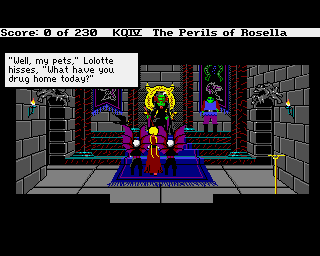 Score: 0 of 230 KQIV The Perils of Rosella
"Well, my pets," Lolotte
hisses, "What have you
drug home today?"